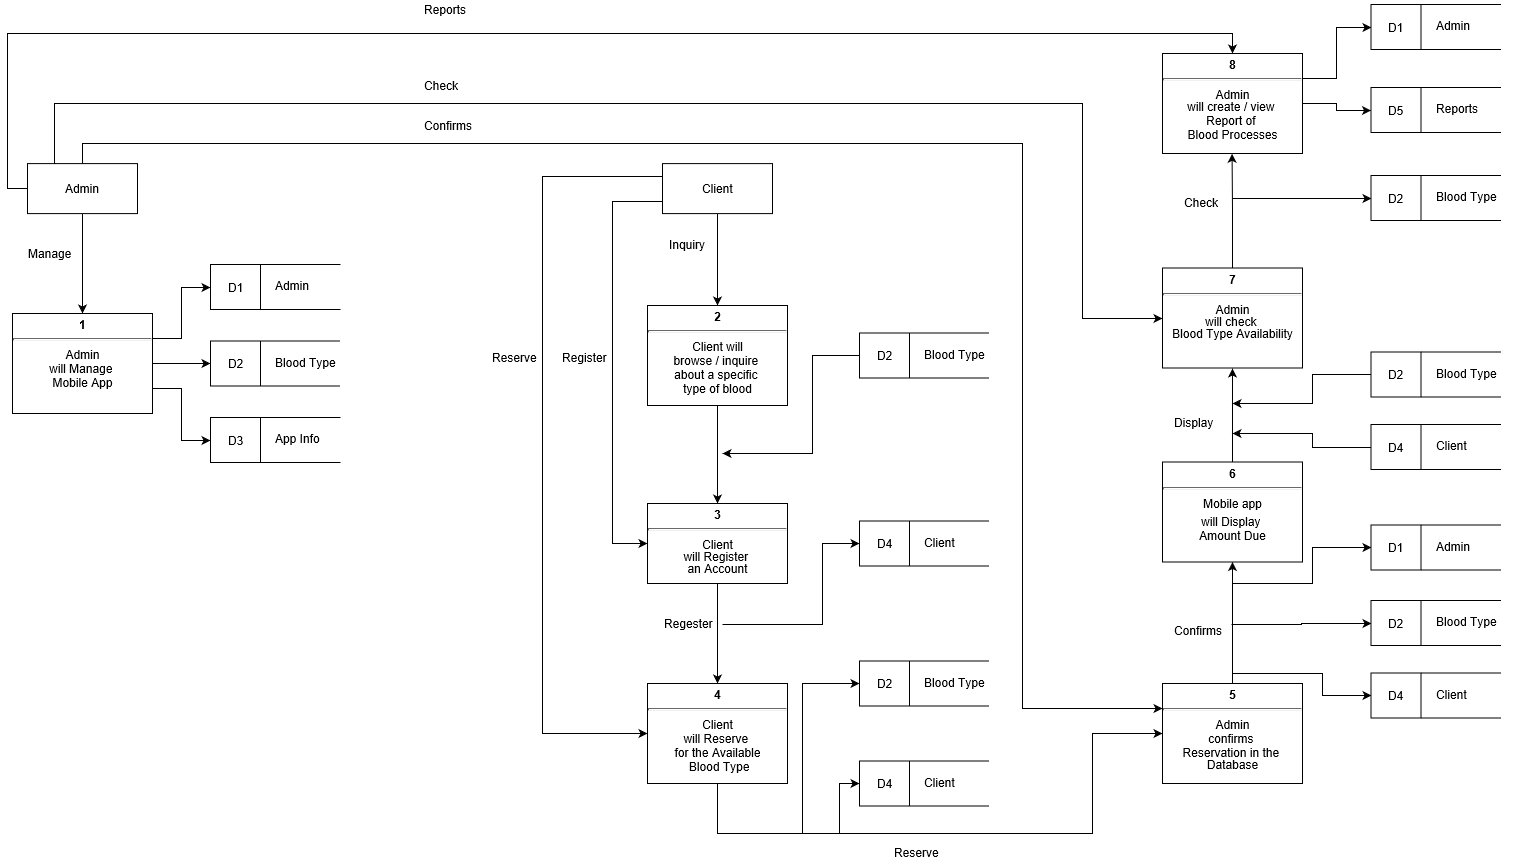 Reports
Check
Confirms
Admin
Manage
1
Admin
will Manage
Mobile App
D1 Admin
D2 Blood Type
D3 App Info
Client
Inquiry
Reserve
Register
2
Client will
browse / inquire
about a specific
type of blood
D2 Blood Type
3
Client
will Register
an Account
D4 Client
Regester
4
Client
will Reserve
for the Available
Blood Type
D2 Blood Type
D4 Client
Reserve
8
Admin
will create / view
Report of
Blood Processes
D1 Admin
D5 Reports
Check
D2 Blood Type
7
Admin
will check
Blood Type Availability
Display
D2 Blood Type
D4 Client
6
Mobile app
will Display
Amount Due
Confirms
D1 Admin
D2 Blood Type
D4 Client
5
Admin
confirms
Reservation in the
Database